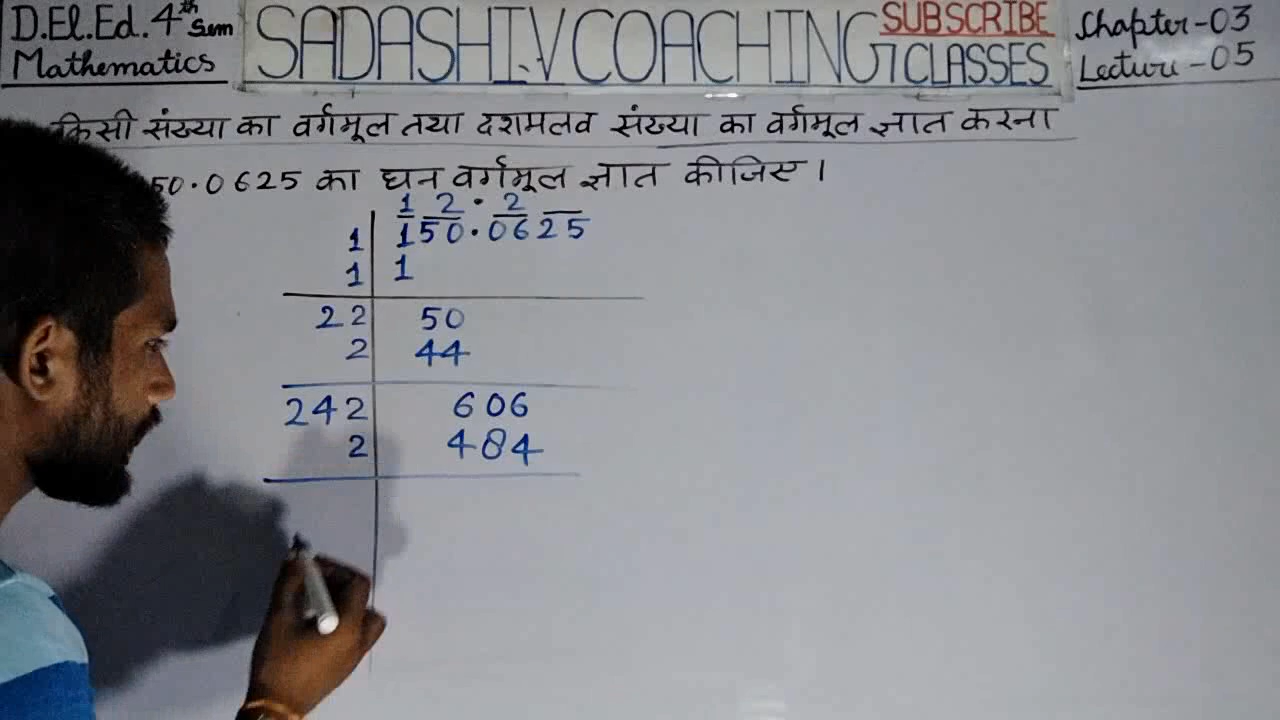 D.El.Ed. 4th Sem
Mathematics
SADASHIV COACHING CLASSES
SUBSCRIBE
Chapter-03
Lecture-05
किसी संख्या का वर्गमूल तथा दशमलव संख्या का वर्गमूल ज्ञात करना
50.0625 का घन वर्गमूल ज्ञात कीजिए।
1 2 . 2
1 150.0625
1 1
22 50
2 44
242 606
2 484